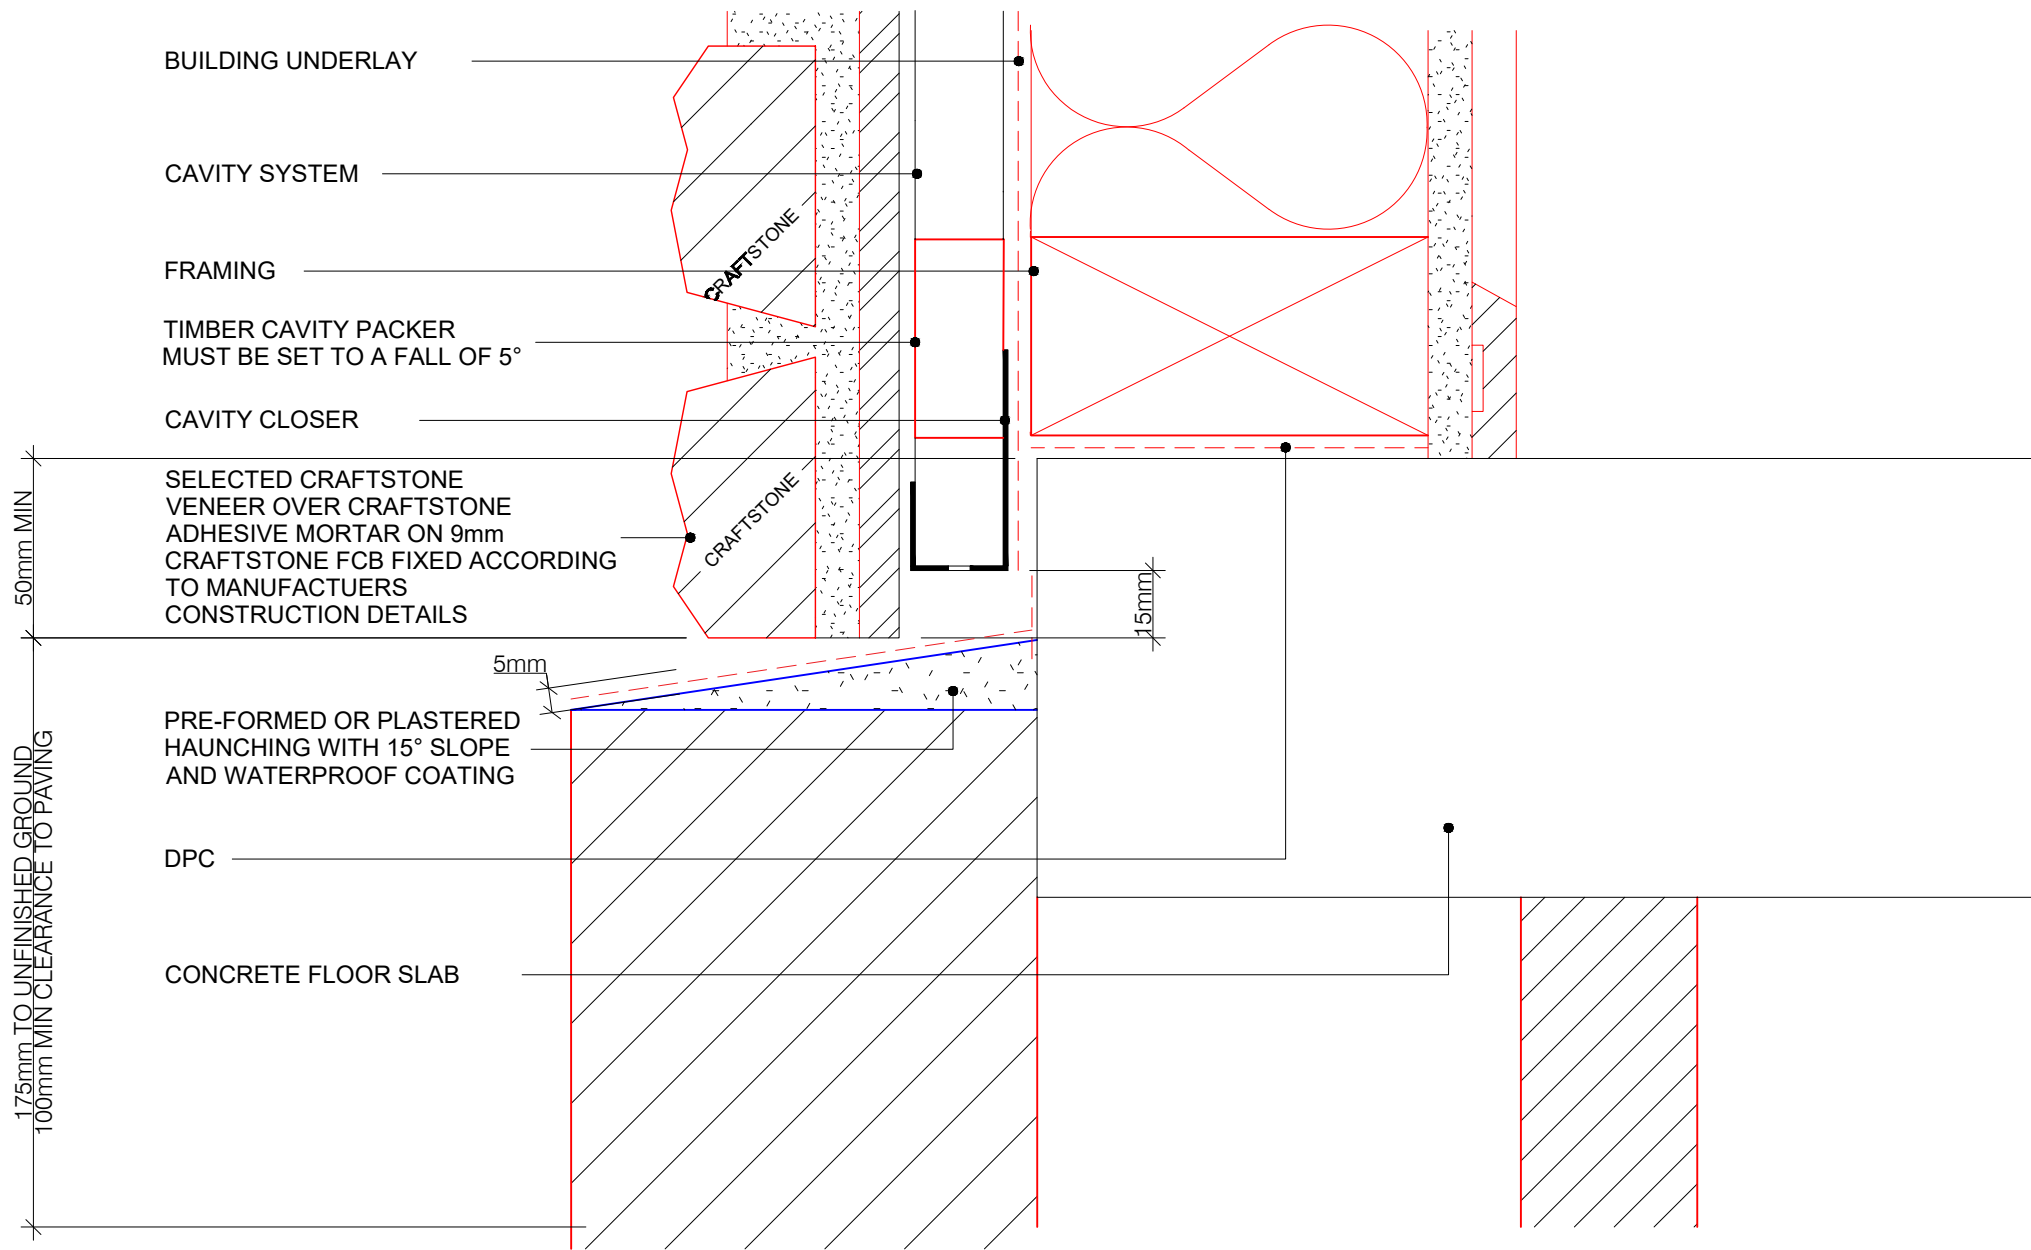 BUILDING UNDERLAY
CAVITY SYSTEM
CRAFTSTONE
FRAMING
TIMBER CAVITY PACKER
MUST BE SET TO A FALL OF 5°
CAVITY CLOSER
SELECTED CRAFTSTONE
VENEER OVER CRAFTSTONE
ADHESIVE MORTAR ON 9mm
CRAFTSTONE FCB FIXED ACCORDING
TO MANUFACTUERS
CONSTRUCTION DETAILS
CRAFTSTONE
50mm MIN
15mm
5mm
PRE-FORMED OR PLASTERED
HAUNCHING WITH 15° SLOPE
AND WATERPROOF COATING
175mm TO UNFINISHED GROUND
100mm MIN CLEARANCE TO PAVING
DPC
CONCRETE FLOOR SLAB